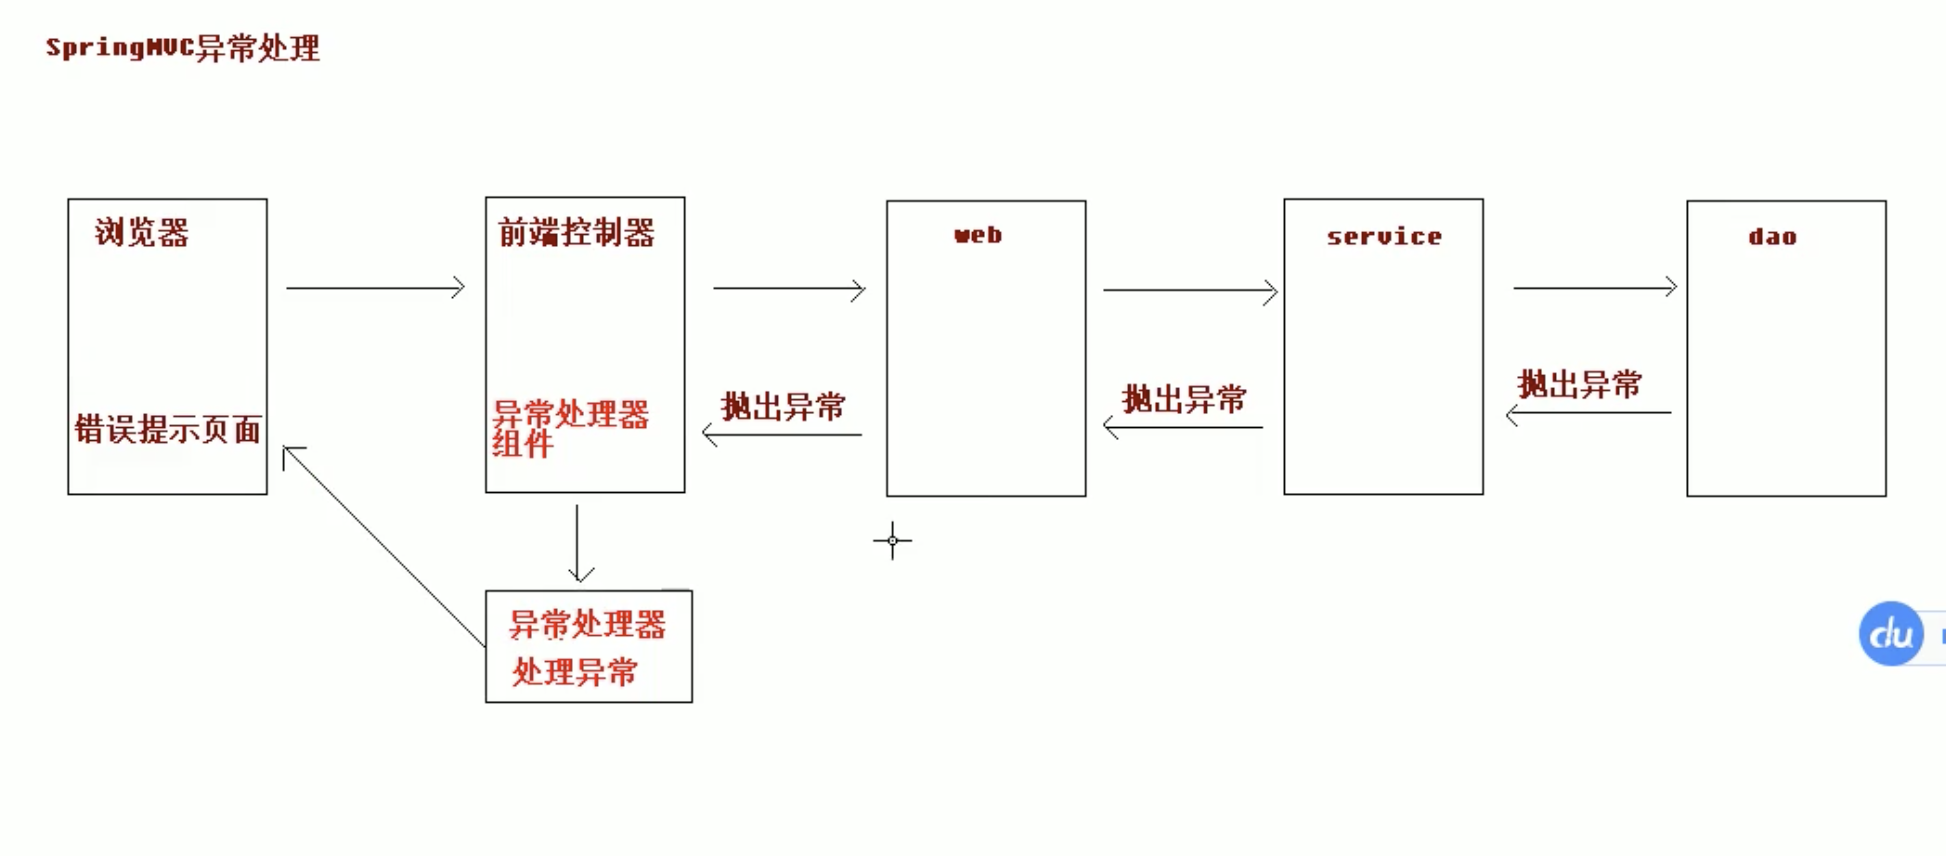 SpringMVC异常处理
浏览器
前端控制器
web
service
dao
抛出异常
抛出异常
抛出异常
异常处理器
组件
错误提示页面
异常处理器
处理异常
du